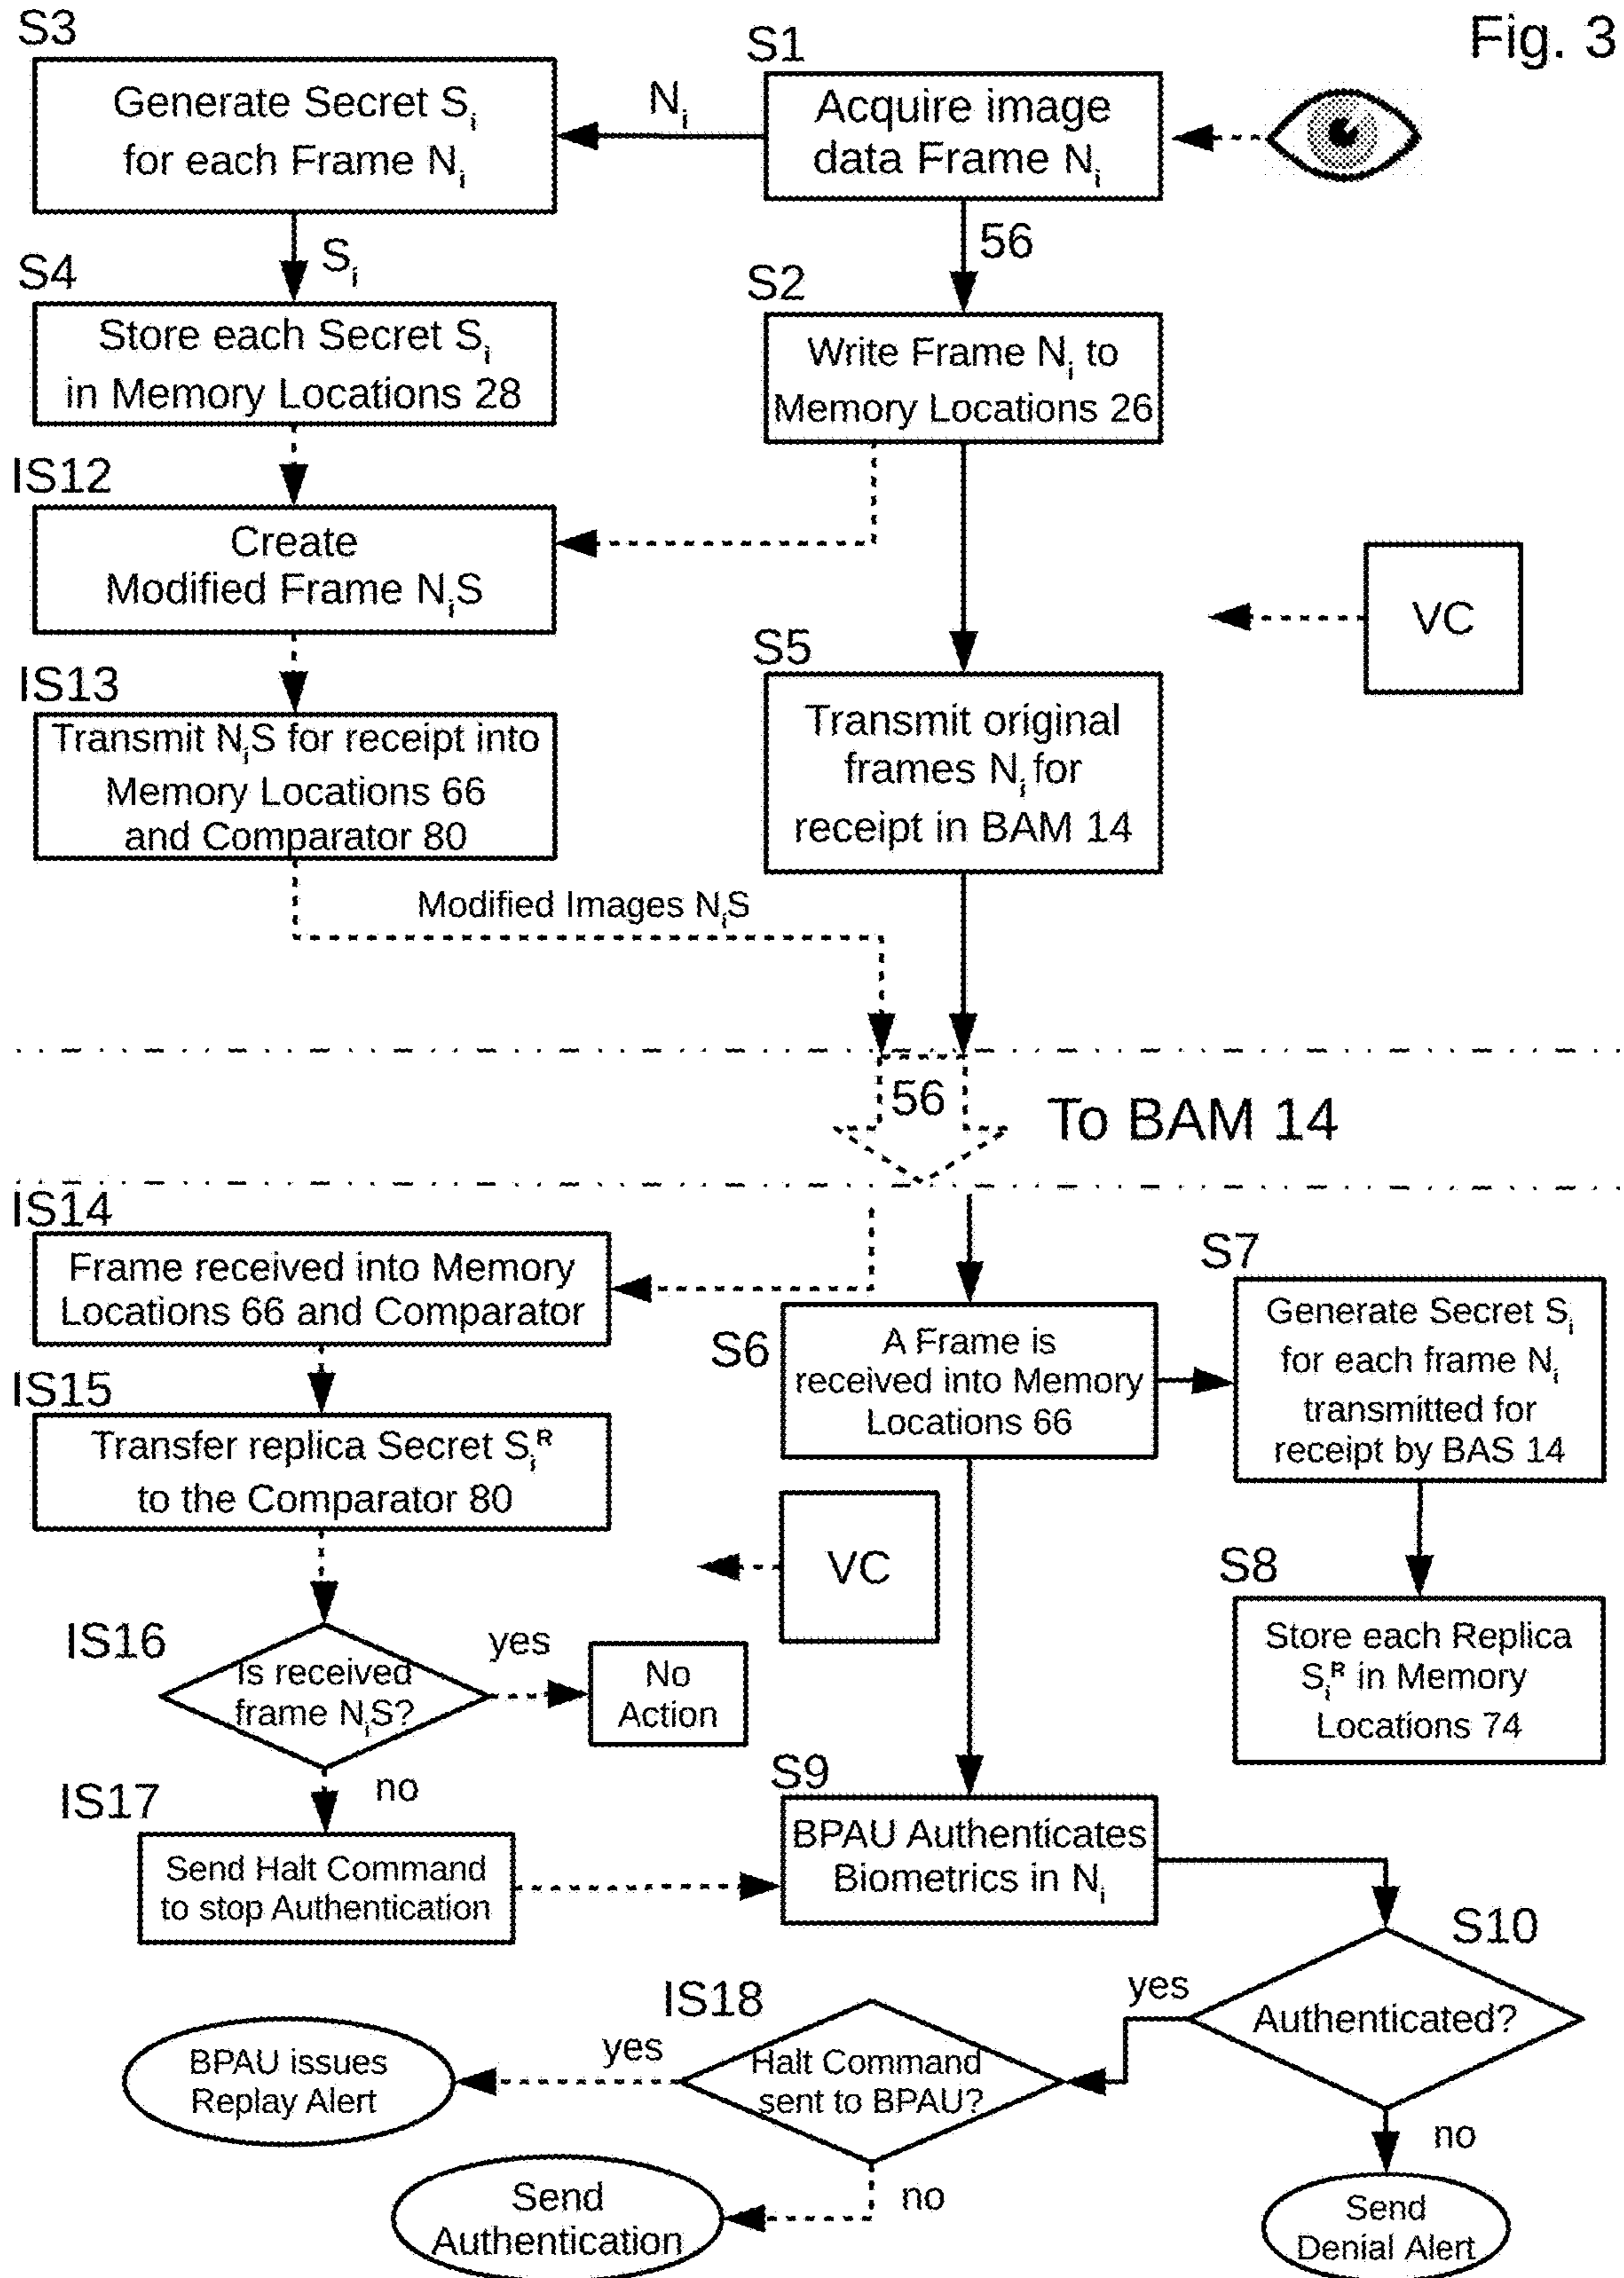 Fig. 3
S3
Generate Secret Si
for each Frame Ni
Ni
S1
Acquire image
data Frame Ni
Si
56
S4
Store each Secret Si
in Memory Locations 28
S2
Write Frame Ni to
Memory Locations 26
IS12
Create
Modified Frame NiS
VC
IS13
Transmit NiS for receipt into
Memory Locations 66
and Comparator 80
S5
Transmit original
frames Ni for
receipt in BAM 14
Modified Images NiS
56
To BAM 14
IS14
Frame received into Memory
Locations 66 and Comparator
S6
A Frame is
received into Memory
Locations 66
S7
Generate Secret Si
for each frame Ni
transmitted for
receipt by BAS 14
IS15
Transfer replica Secret SiR
to the Comparator 80
VC
S8
Store each Replica
SiR in Memory
Locations 74
IS16
Is received
frame NiS?
yes
No
Action
no
IS17
Send Halt Command
to stop Authentication
S9
BPAU Authenticates
Biometrics in Ni
S10
Authenticated?
yes
no
IS18
Halt Command
sent to BPAU?
yes
BPAU issues
Replay Alert
no
Send
Authentication
Send
Denial Alert